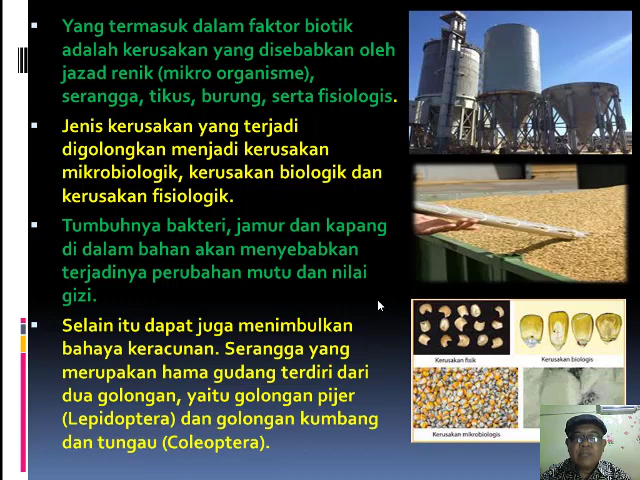 Yang termasuk dalam faktor biotik
adalah kerusakan yang disebabkan oleh
jazad renik (mikro organisme),
serangga, tikus, burung, serta fisiologis.
Jenis kerusakan yang terjadi
digolongkan menjadi kerusakan
mikrobiologik, kerusakan biologik dan
kerusakan fisiologik.
Tumbuhnya bakteri, jamur dan kapang
di dalam bahan akan menyebabkan
terjadinya perubahan mutu dan nilai
gizi.
Selain itu dapat juga menimbulkan
bahaya keracunan. Serangga yang
merupakan hama gudang terdiri dari
dua golongan, yaitu golongan pijer
(Lepidoptera) dan golongan kumbang
dan tungau (Coleoptera).
Kerusakan fisik
Kerusakan biologis
Kerusakan mikrobiologis